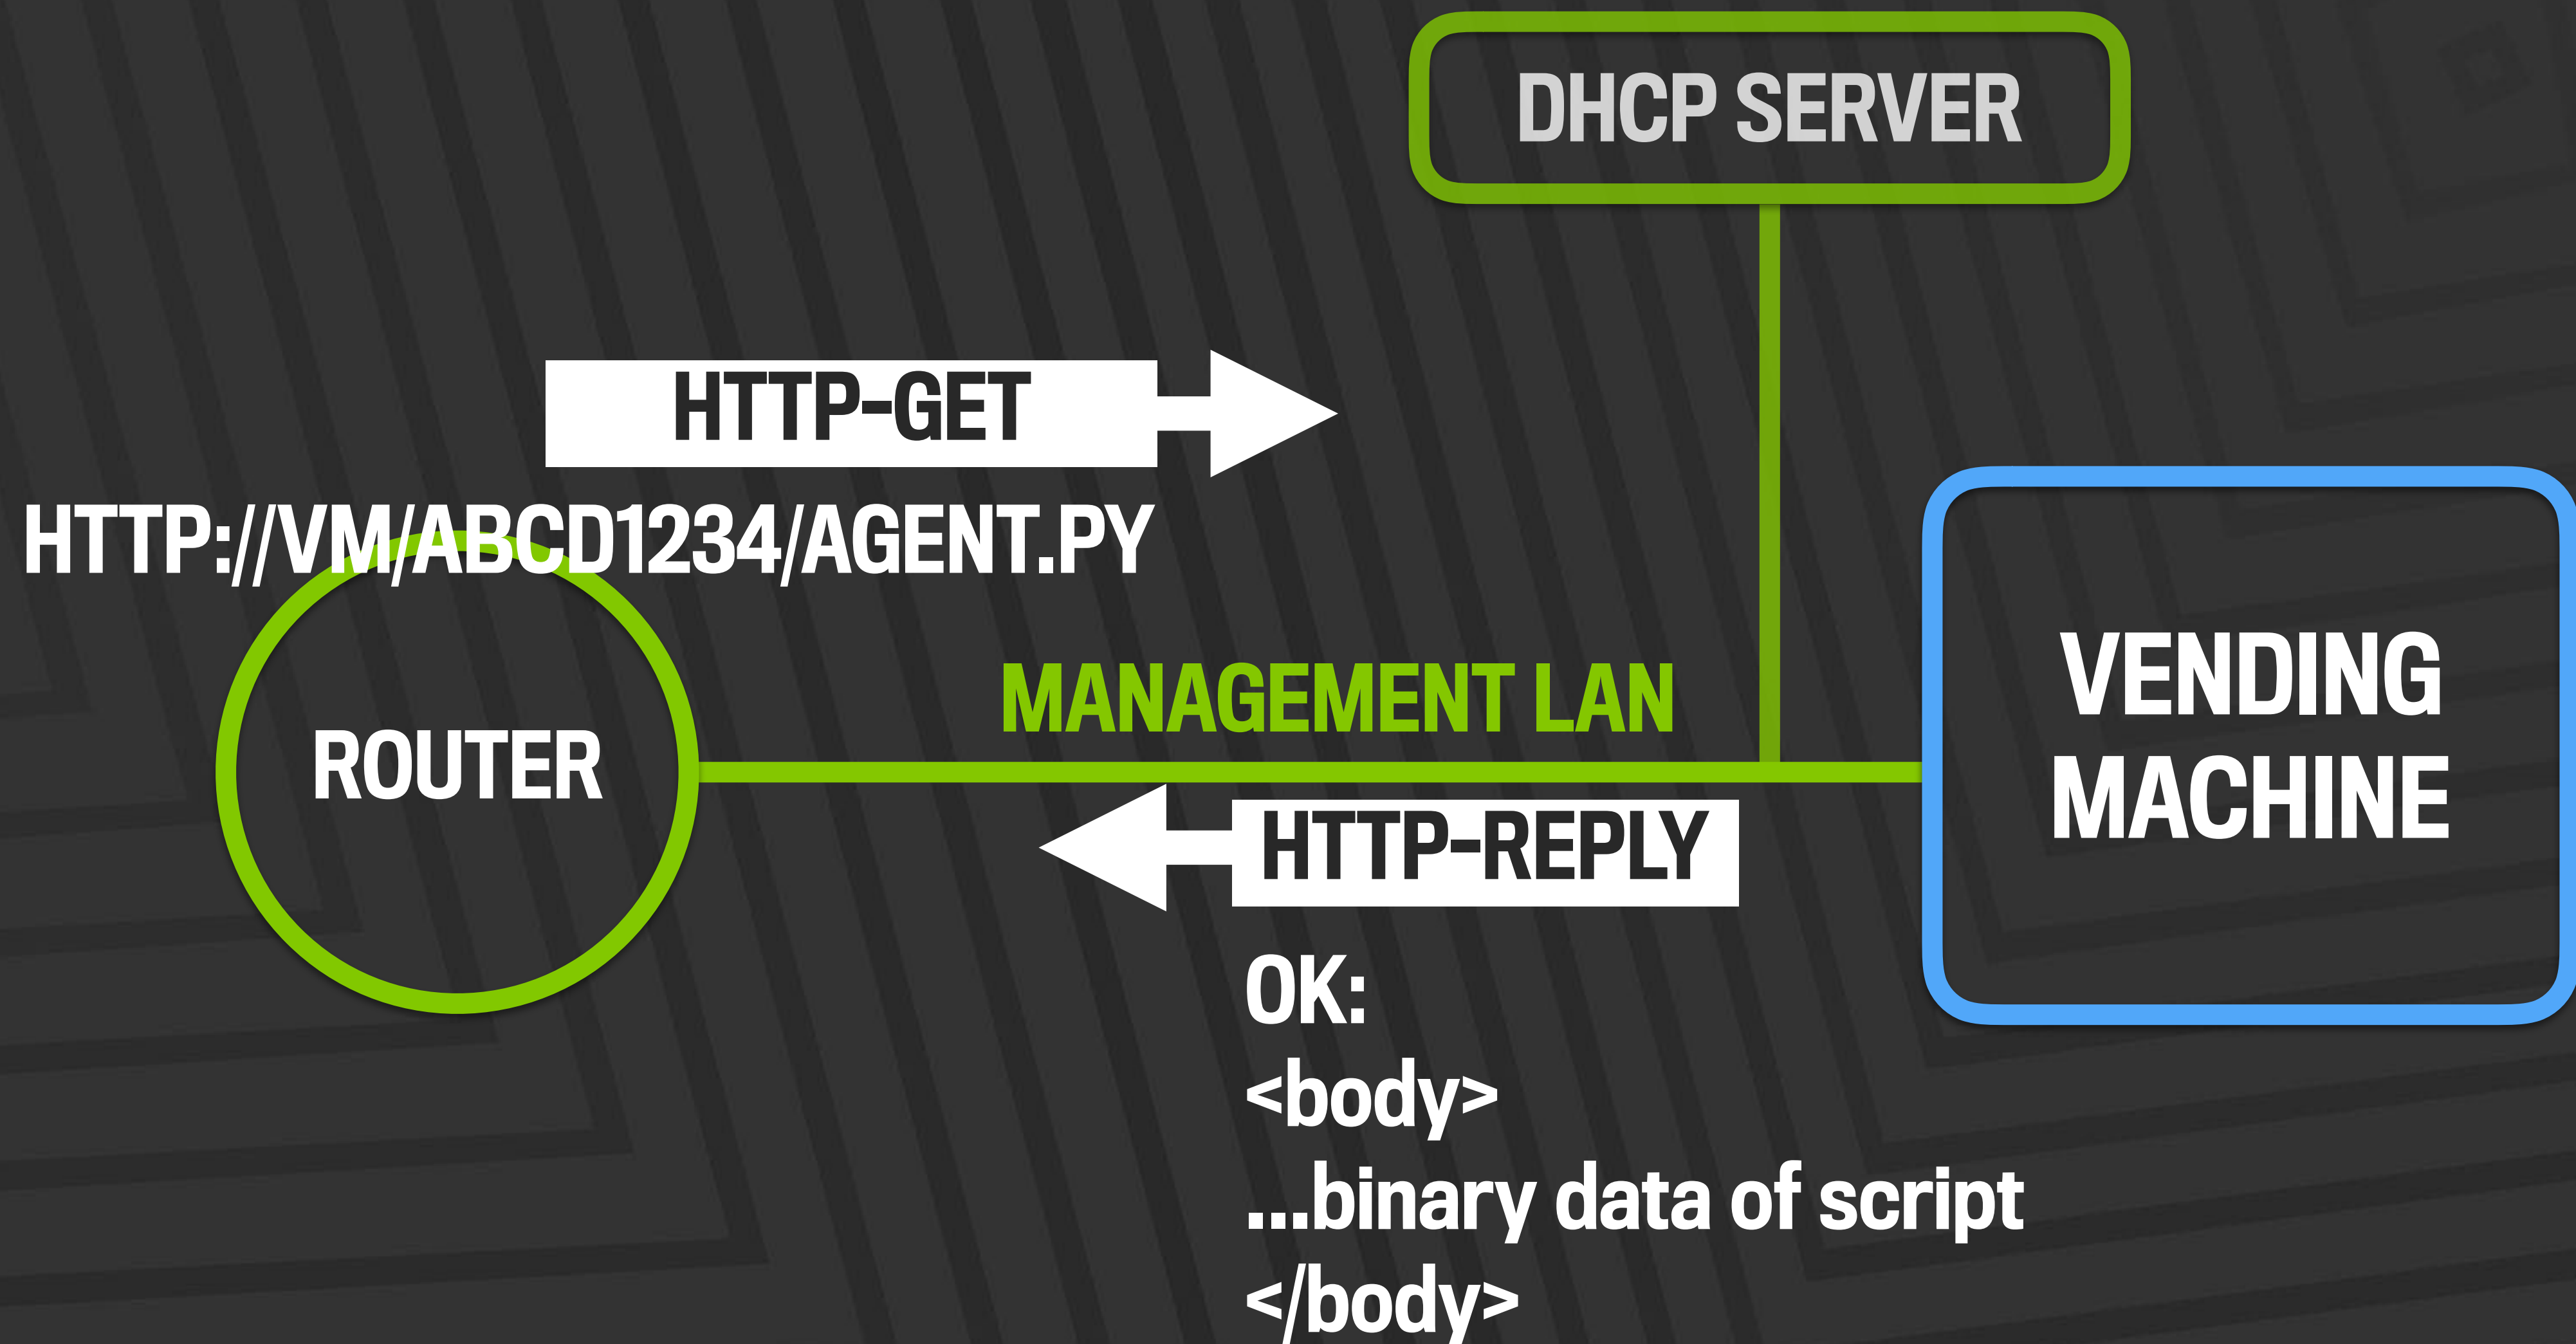 DHCP SERVER
HTTP-GET
HTTP://VM/ABCD1234/AGENT.PY
MANAGEMENT LAN
ROUTER
VENDING
MACHINE
HTTP-REPLY
OK:
<body>
...binary data of script
</body>